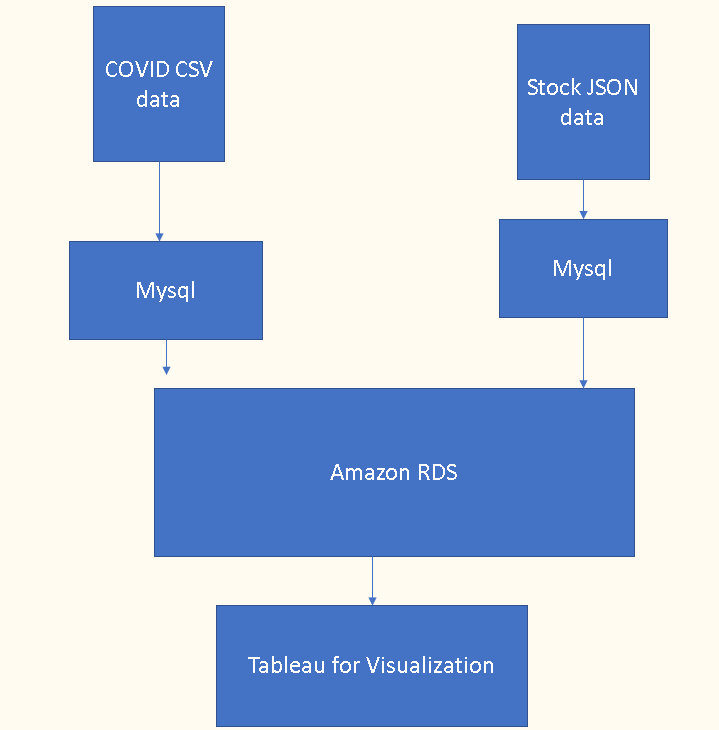 COVID CSV
data
Stock JSON
data
Mysql
Mysql
Amazon RDS
Tableau for Visualization